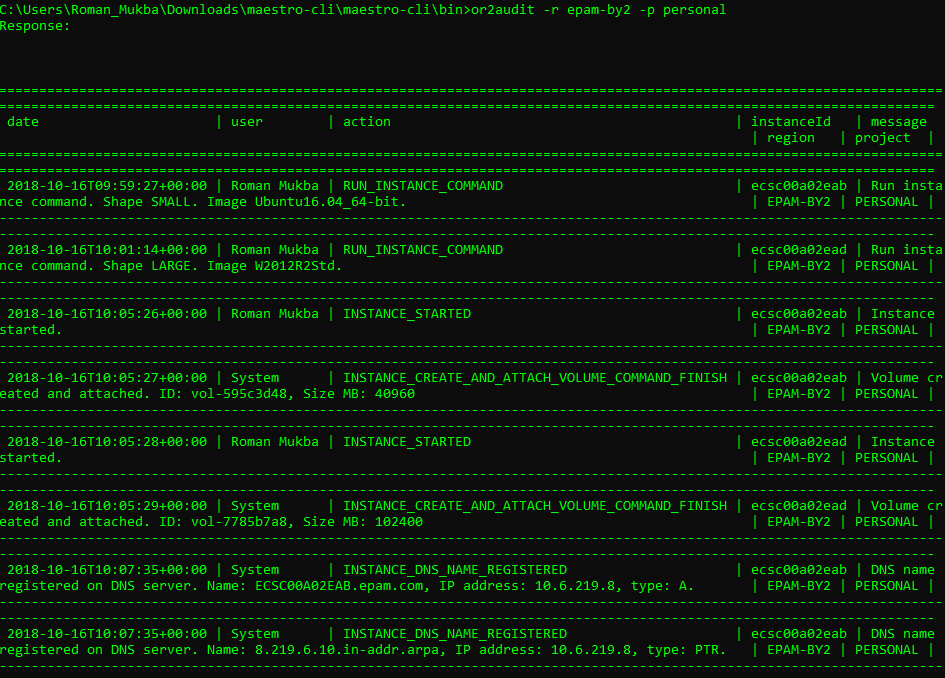 C:\Users\Roman_Mukba\Downloads\maestro-cli\maestro-cli\bin>or2audit -r epam-by2 -p personal
Response:
================================================================================
================================================================================
date | user | action | instanceId | message
| region | project |
================================================================================
================================================================================
2018-10-16T09:59:27+00:00 | Roman Mukba | RUN_INSTANCE_COMMAND | ecsc00a02eab | Run insta
nce command. Shape SMALL. Image Ubuntu16.04_64-bit. | EPAM-BY2 | PERSONAL |
--------------------------------------------------------------------------------
--------------------------------------------------------------------------------
2018-10-16T10:01:14+00:00 | Roman Mukba | RUN_INSTANCE_COMMAND | ecsc00a02ead | Run insta
nce command. Shape LARGE. Image W2012R2Std. | EPAM-BY2 | PERSONAL |
--------------------------------------------------------------------------------
--------------------------------------------------------------------------------
2018-10-16T10:05:26+00:00 | Roman Mukba | INSTANCE_STARTED | ecsc00a02eab | Instance
started. | EPAM-BY2 | PERSONAL |
--------------------------------------------------------------------------------
--------------------------------------------------------------------------------
2018-10-16T10:05:27+00:00 | System | INSTANCE_CREATE_AND_ATTACH_VOLUME_COMMAND_FINISH | ecsc00a02eab | Volume cr
eated and attached. ID: vol-595c3d48, Size MB: 40960 | EPAM-BY2 | PERSONAL |
--------------------------------------------------------------------------------
--------------------------------------------------------------------------------
2018-10-16T10:05:28+00:00 | Roman Mukba | INSTANCE_STARTED | ecsc00a02ead | Instance
started. | EPAM-BY2 | PERSONAL |
--------------------------------------------------------------------------------
--------------------------------------------------------------------------------
2018-10-16T10:05:29+00:00 | System | INSTANCE_CREATE_AND_ATTACH_VOLUME_COMMAND_FINISH | ecsc00a02ead | Volume cr
eated and attached. ID: vol-7785b7a8, Size MB: 102400 | EPAM-BY2 | PERSONAL |
--------------------------------------------------------------------------------
--------------------------------------------------------------------------------
2018-10-16T10:07:35+00:00 | System | INSTANCE_DNS_NAME_REGISTERED | ecsc00a02eab | DNS name
registered on DNS server. Name: ECSC00A02EAB.epam.com, IP address: 10.6.219.8, type: A. | EPAM-BY2 | PERSONAL |
--------------------------------------------------------------------------------
--------------------------------------------------------------------------------
2018-10-16T10:07:35+00:00 | System | INSTANCE_DNS_NAME_REGISTERED | ecsc00a02eab | DNS name
registered on DNS server. Name: 8.219.6.10.in-addr.arpa, IP address: 10.6.219.8, type: PTR. | EPAM-BY2 | PERSONAL |
--------------------------------------------------------------------------------